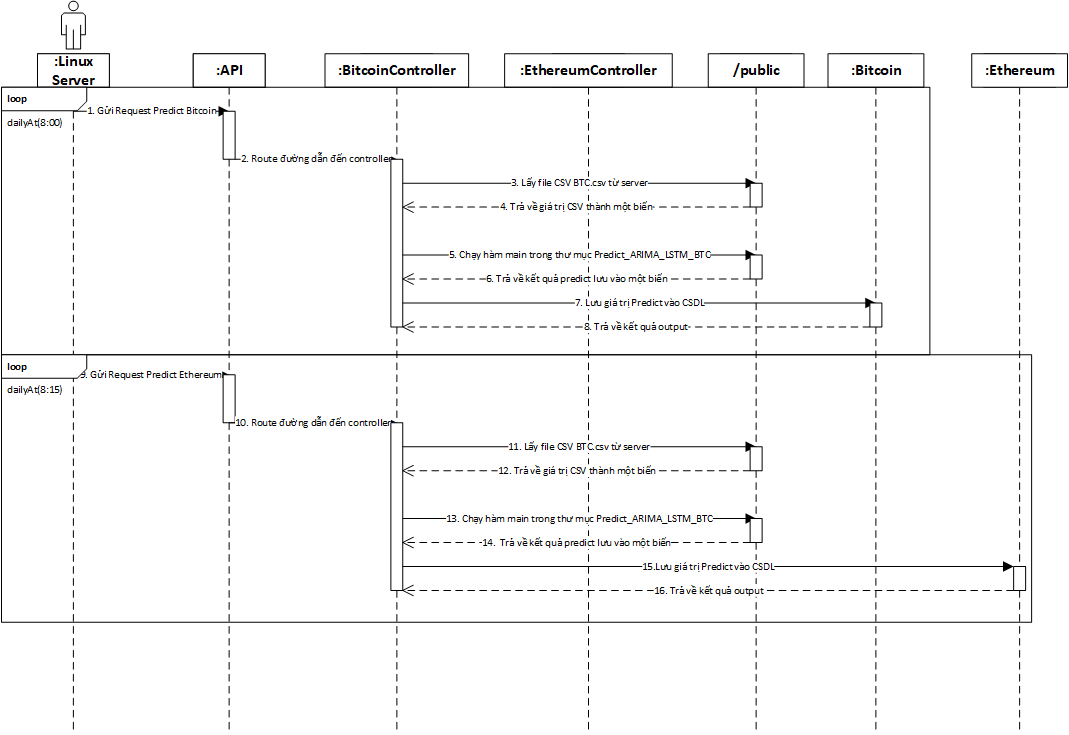 :Linux
Server
:API
:BitcoinController
:EthereumController
/public
:Bitcoin
:Ethereum
loop
dailyAt(8:00)
1. Gửi Request Predict Bitcoin
2. Route đường dẫn đến controller
3. Lấy file CSV BTC.csv từ server
4. Trả về giá trị CSV thành một biến
5. Chạy hàm main trong thư mục Predict_ARIMA_LSTM_BTC
6. Trả về kết quả predict lưu vào một biến
7. Lưu giá trị Predict vào CSDL
8. Trả về kết quả output
loop
dailyAt(8:15)
9. Gửi Request Predict Ethereum
10. Route đường dẫn đến controller
11. Lấy file CSV BTC.csv từ server
12. Trả về giá trị CSV thành một biến
13. Chạy hàm main trong thư mục Predict_ARIMA_LSTM_BTC
14. Trả về kết quả predict lưu vào một biến
15.Lưu giá trị Predict vào CSDL
16. Trả về kết quả output